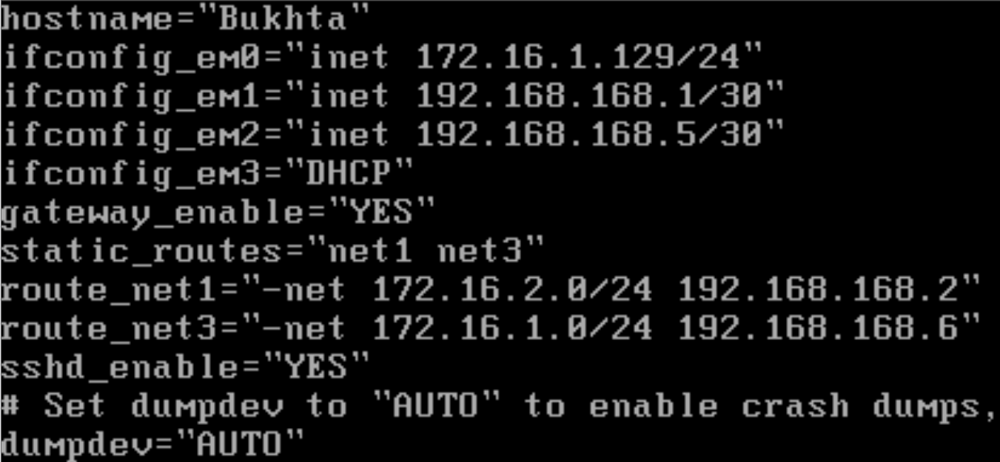 hostname="Bukhta"
ifconfig_em0="inet 172.16.1.129/24"
ifconfig_em1="inet 192.168.168.1/30"
ifconfig_em2="inet 192.168.168.5/30"
ifconfig_em3="DHCP"
gateway_enable="YES"
static_routes="net1 net3"
route_net1="-net 172.16.2.0/24 192.168.168.2"
route_net3="-net 172.16.1.0/24 192.168.168.6"
sshd_enable="YES"
# Set dumpdev to "AUTO" to enable crash dumps,
dumpdev="AUTO"